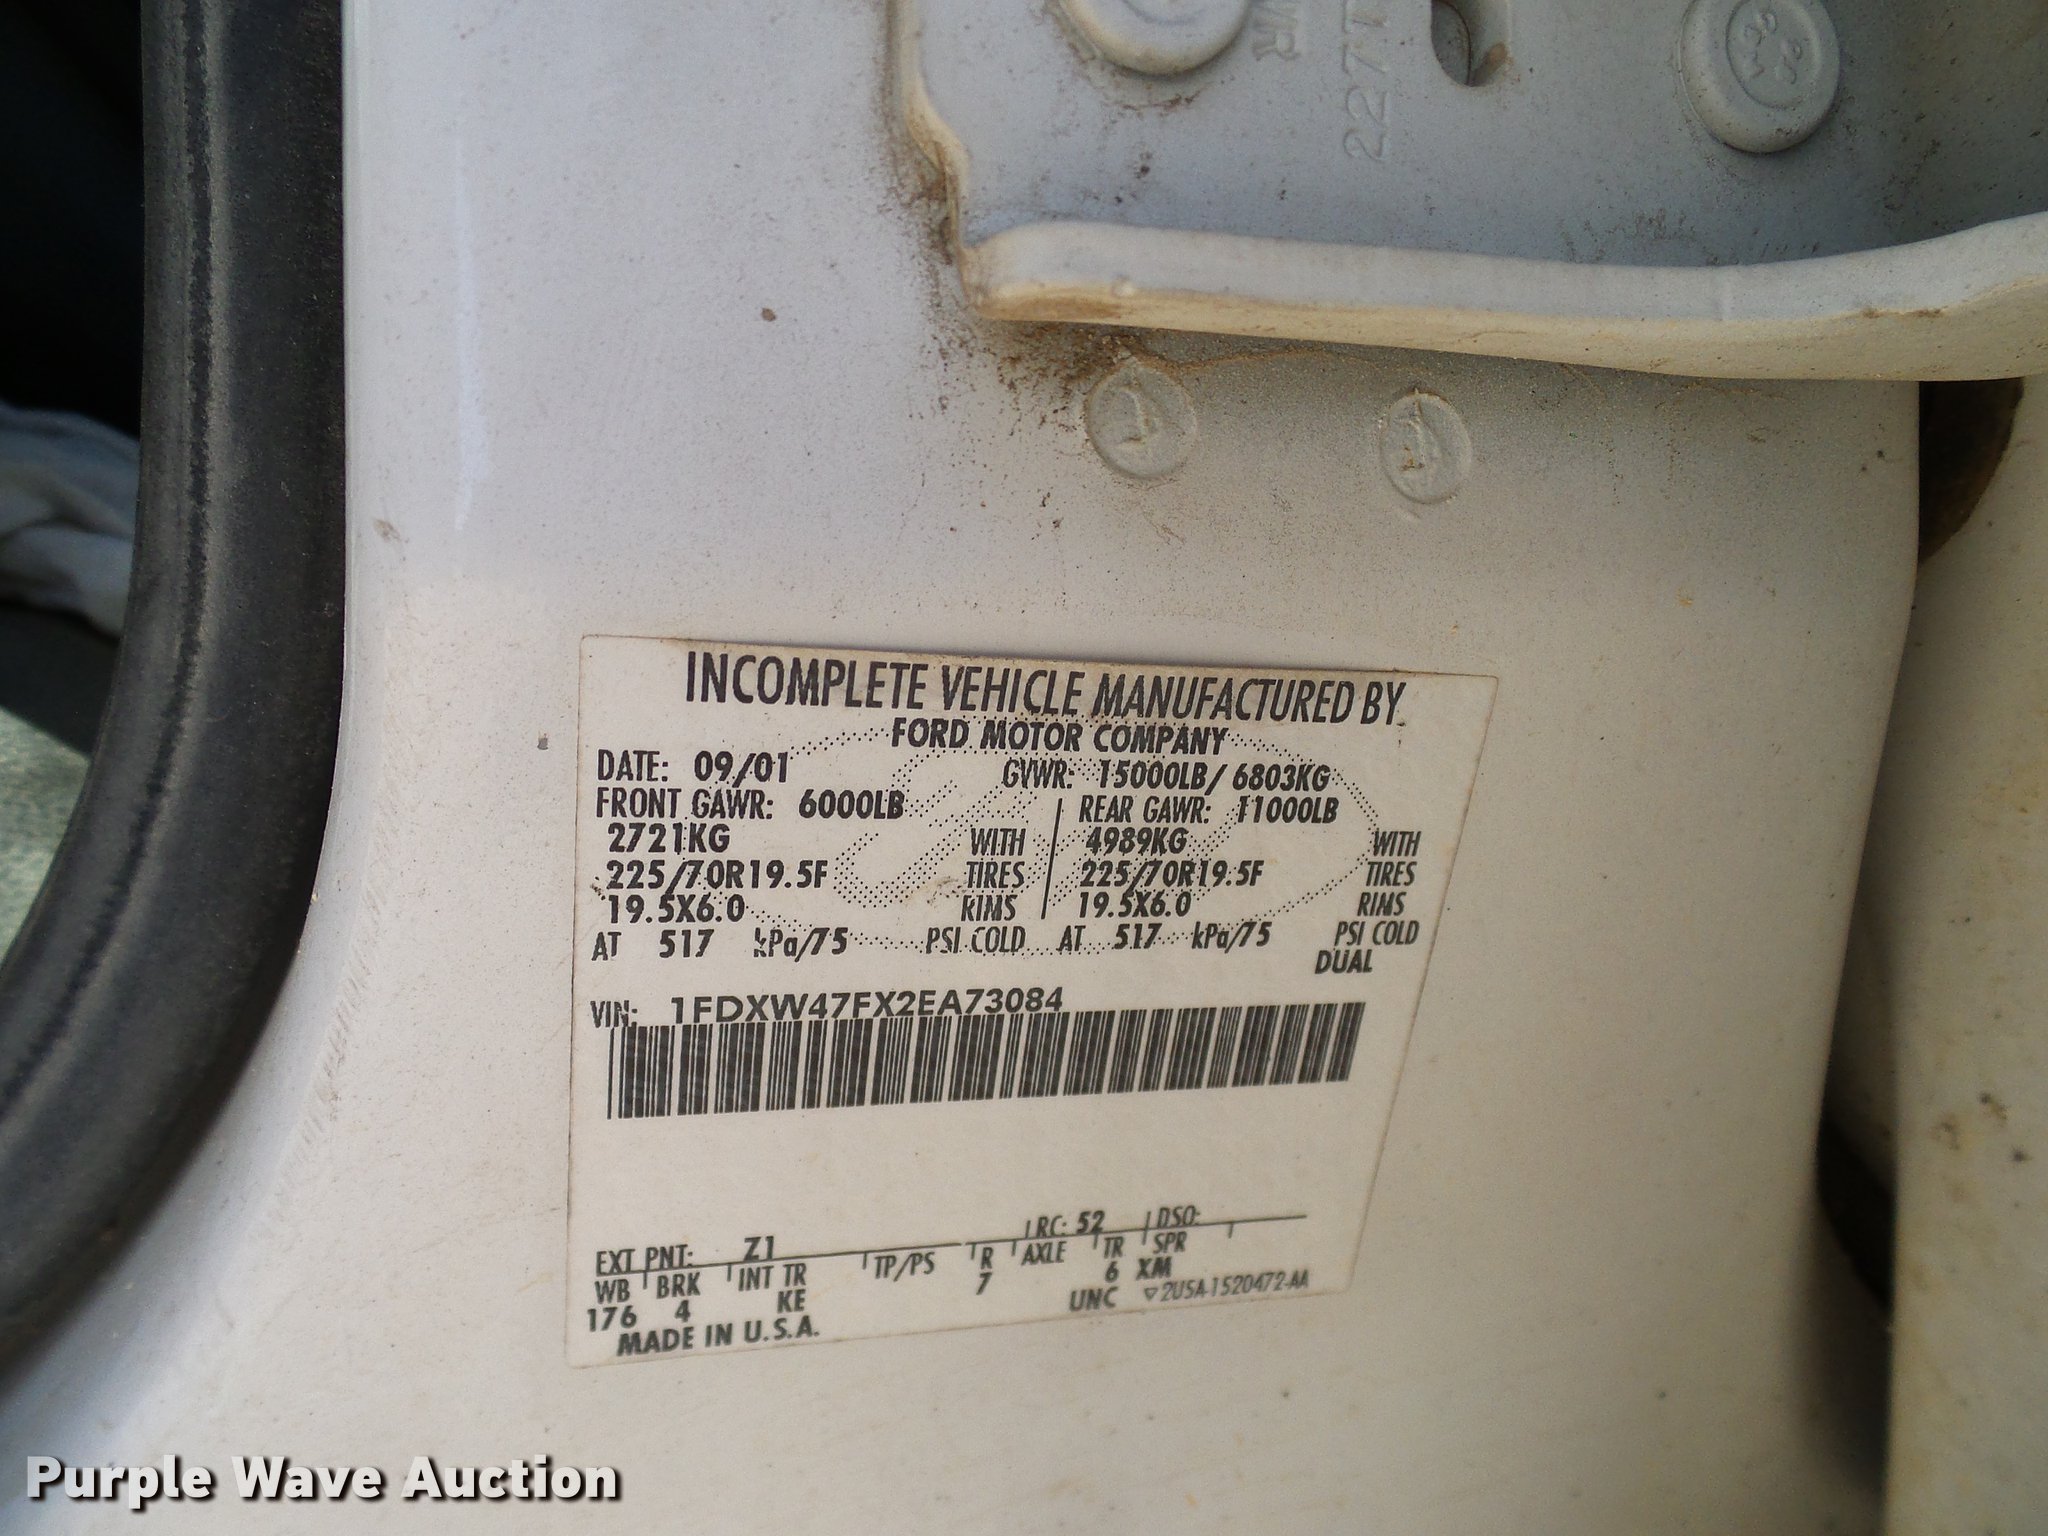 227T
INCOMPLETE VEHICLE MANUFACTURED BY
FORD MOTOR COMPANY
DATE: 09/01 GVWR: 15000LB/ 6803KG
FRONT GAWR: 6000LB REAR GAWR: 11000LB
2721KG WITH 4989KG WITH
225/70R19.5F TIRES 225/70R19.5F TIRES
19.5X6.0 RIMS 19.5X6.0 RIMS
AT 517 kPa/75 PSI COLD AT 517 kPa/75 PSI COLD
DUAL
VIN: 1FDXW47FX2EA73084
EXT PNT: Z1 RC: 52 DSO:
WB BRK INT TR TP/PS R AXLE TR SPR
176 4 KE 7 6 XM
MADE IN U.S.A. UNC ▽2U5A-1520472-AA
Purple Wave Auction